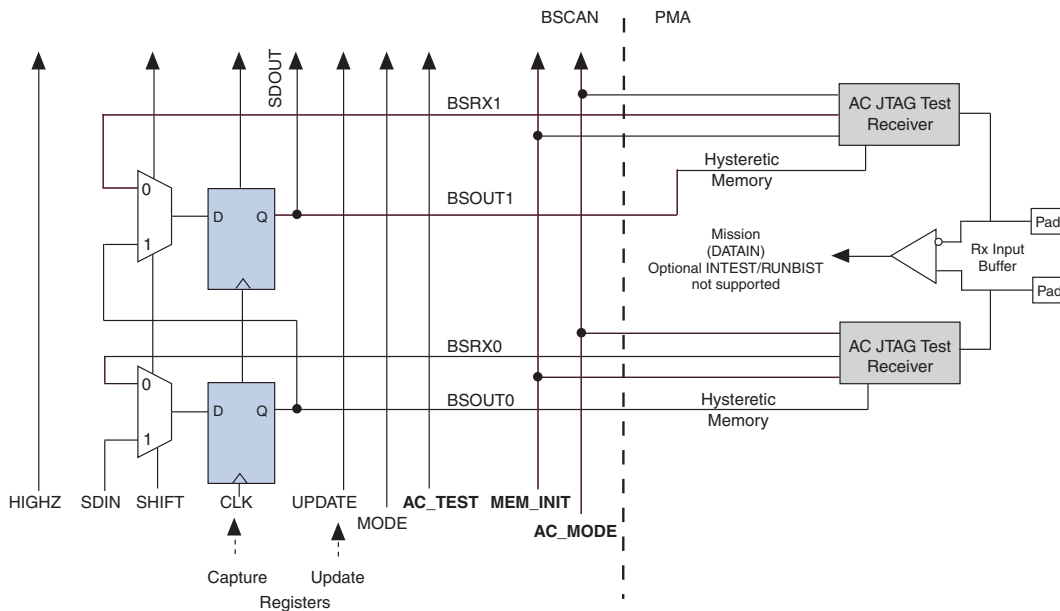 BSCAN
PMA
SDOUT
BSRX1
AC JTAG Test
Receiver
0
Hysteretic
Memory
D
Q
BSOUT1
1
Mission
(DATAIN)
Optional INTEST/RUNBIST
not supported
Rx Input
Buffer
Pad
Pad
BSRX0
AC JTAG Test
Receiver
0
D
Q
BSOUT0
Hysteretic
Memory
1
HIGHZ
SDIN
SHIFT
CLK
UPDATE
MODE
AC_TEST
MEM_INIT
AC_MODE
Capture
Update
Registers